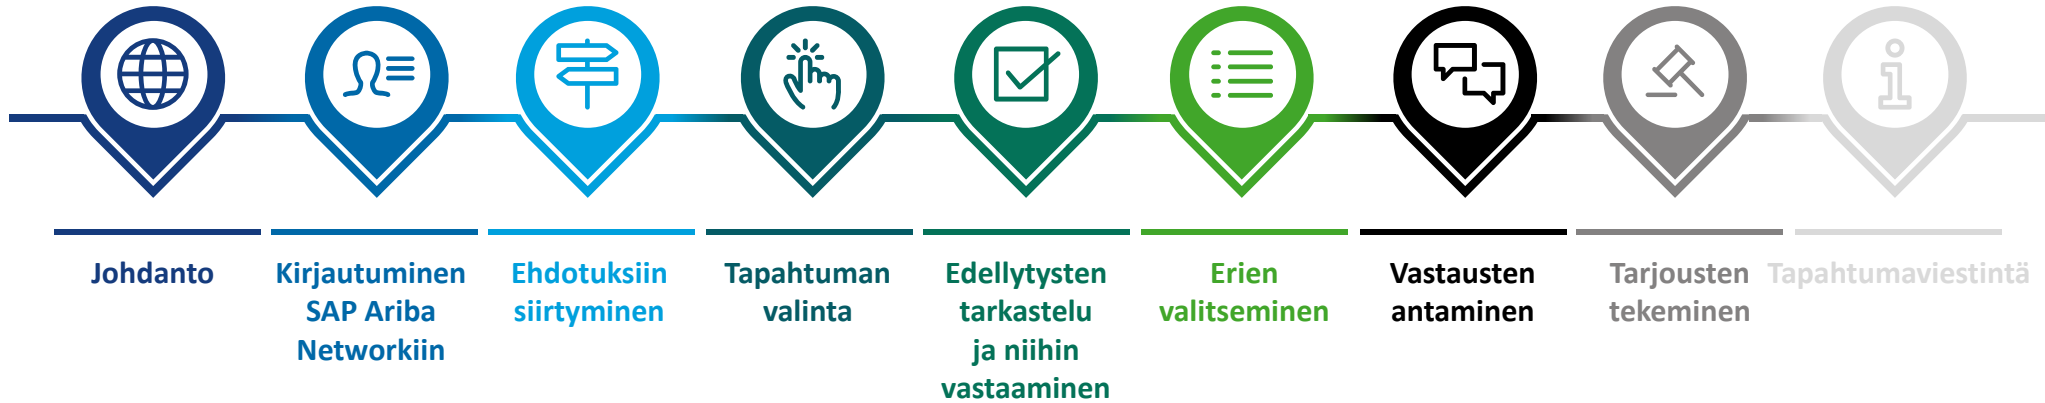 Johdanto
Kirjautuminen
SAP Ariba
Networkiin
Ehdotuksiin
siirtyminen
Tapahtuman
valinta
Edellytysten
tarkastelu
ja niihin
vastaaminen
Erien
valitseminen
Vastausten
antaminen
Tarjousten
tekeminen
Tapahtumaviestintä